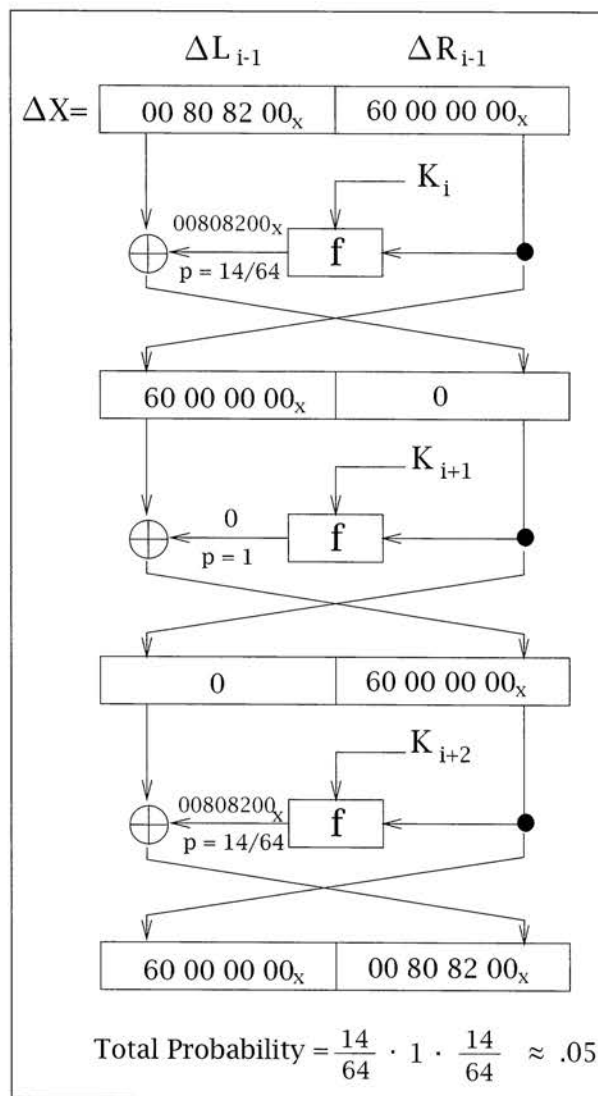 ΔL i-1 ΔR i-1
ΔX= 00 80 82 00x 60 00 00 00x
K i
00808200x
f
p = 14/64
60 00 00 00x 0
K i+1
0
f
p = 1
0 60 00 00 00x
K i+2
00808200x
f
p = 14/64
60 00 00 00x 00 80 82 00x
Total Probability = 14/64 · 1 · 14/64 ≈ .05